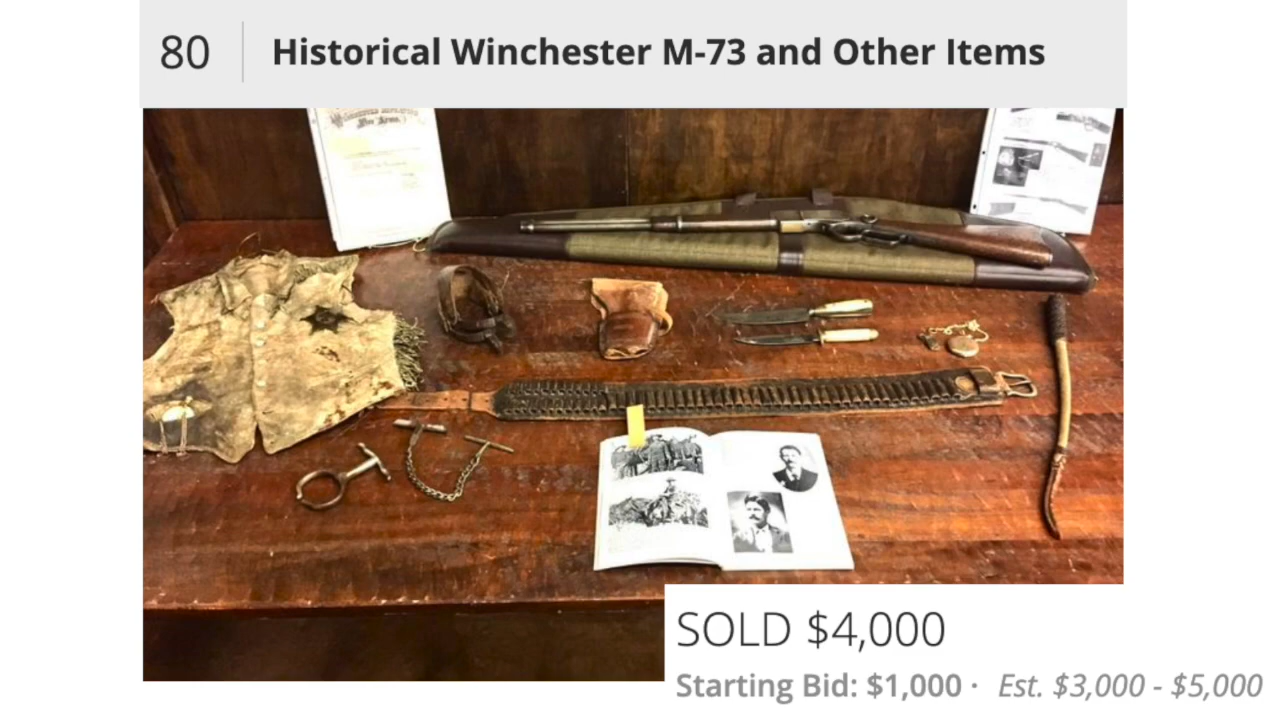 80
Historical Winchester M-73 and Other Items
SOLD $4,000
Starting Bid: $1,000 · Est. $3,000 - $5,000